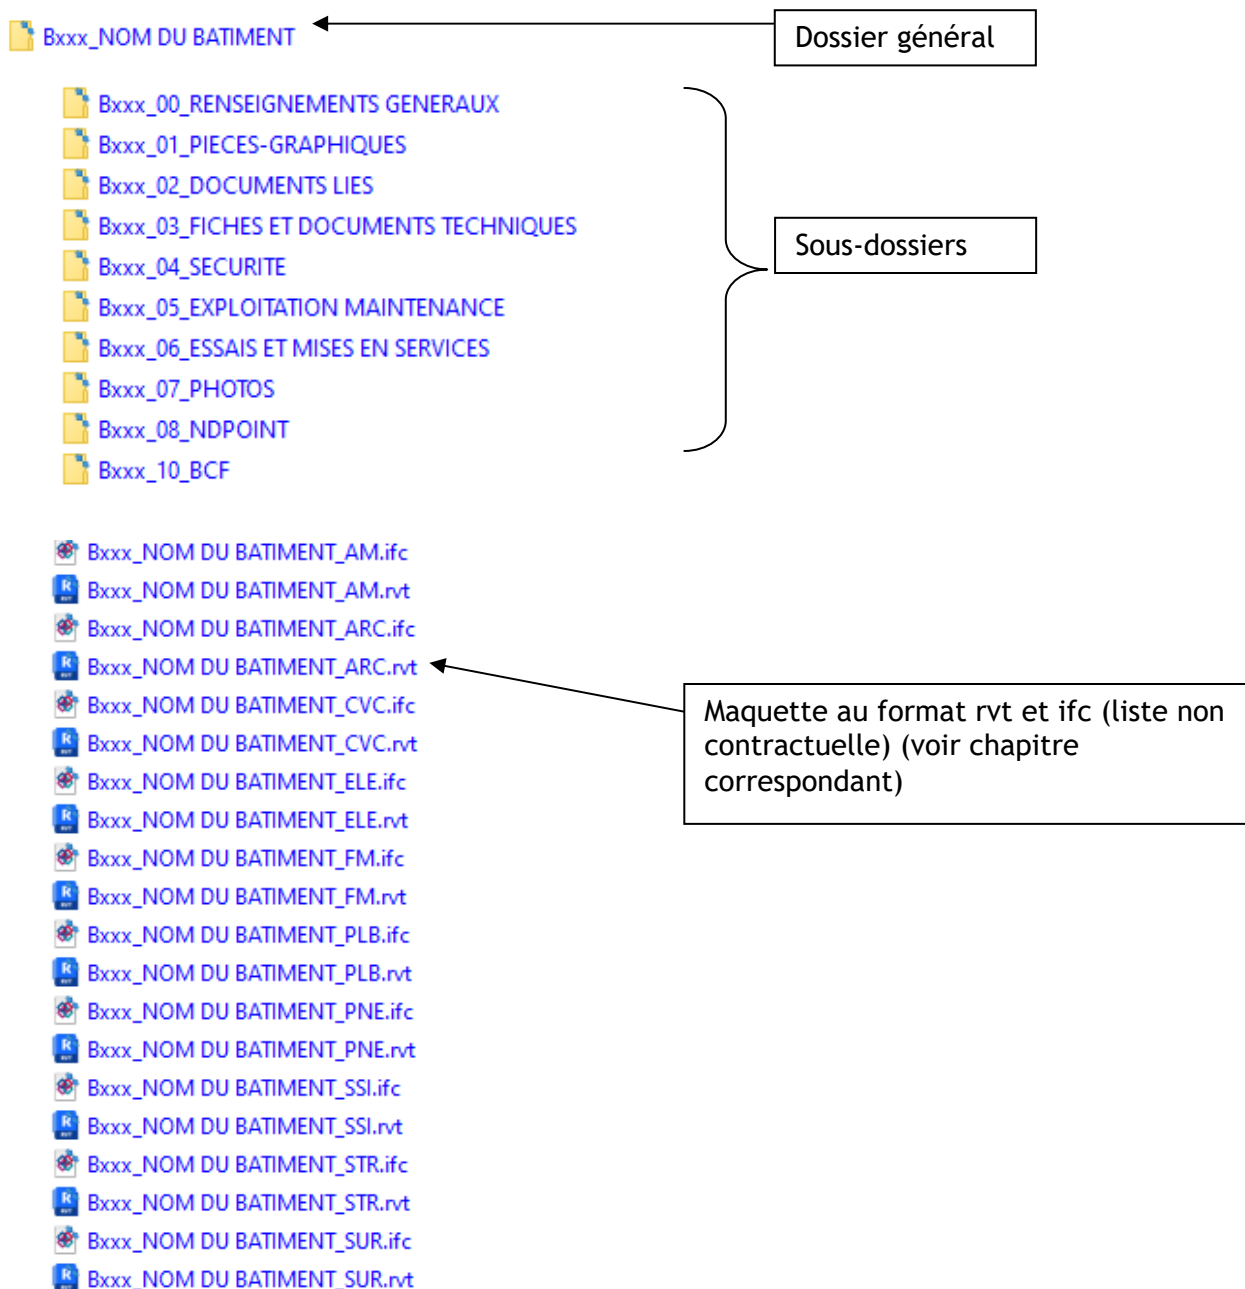 Bxxx_NOM DU BATIMENT
Dossier général
Bxxx_00_RENSEIGNEMENTS GENERAUX
Bxxx_01_PIECES-GRAPHIQUES
Bxxx_02_DOCUMENTS LIES
Bxxx_03_FICHES ET DOCUMENTS TECHNIQUES
Bxxx_04_SECURITE
Bxxx_05_EXPLOITATION MAINTENANCE
Bxxx_06_ESSAIS ET MISES EN SERVICES
Bxxx_07_PHOTOS
Bxxx_08_NDPOINT
Bxxx_10_BCF
Sous-dossiers
Bxxx_NOM DU BATIMENT_AM.ifc
Bxxx_NOM DU BATIMENT_AM.rvt
Bxxx_NOM DU BATIMENT_ARC.ifc
Bxxx_NOM DU BATIMENT_ARC.rvt
Bxxx_NOM DU BATIMENT_CVC.ifc
Bxxx_NOM DU BATIMENT_CVC.rvt
Bxxx_NOM DU BATIMENT_ELE.ifc
Bxxx_NOM DU BATIMENT_ELE.rvt
Bxxx_NOM DU BATIMENT_FM.ifc
Bxxx_NOM DU BATIMENT_FM.rvt
Bxxx_NOM DU BATIMENT_PLB.ifc
Bxxx_NOM DU BATIMENT_PLB.rvt
Bxxx_NOM DU BATIMENT_PNE.ifc
Bxxx_NOM DU BATIMENT_PNE.rvt
Bxxx_NOM DU BATIMENT_SSI.ifc
Bxxx_NOM DU BATIMENT_SSI.rvt
Bxxx_NOM DU BATIMENT_STR.ifc
Bxxx_NOM DU BATIMENT_STR.rvt
Bxxx_NOM DU BATIMENT_SUR.ifc
Bxxx_NOM DU BATIMENT_SUR.rvt
Maquette au format rvt et ifc (liste non
contractuelle) (voir chapitre
correspondant)